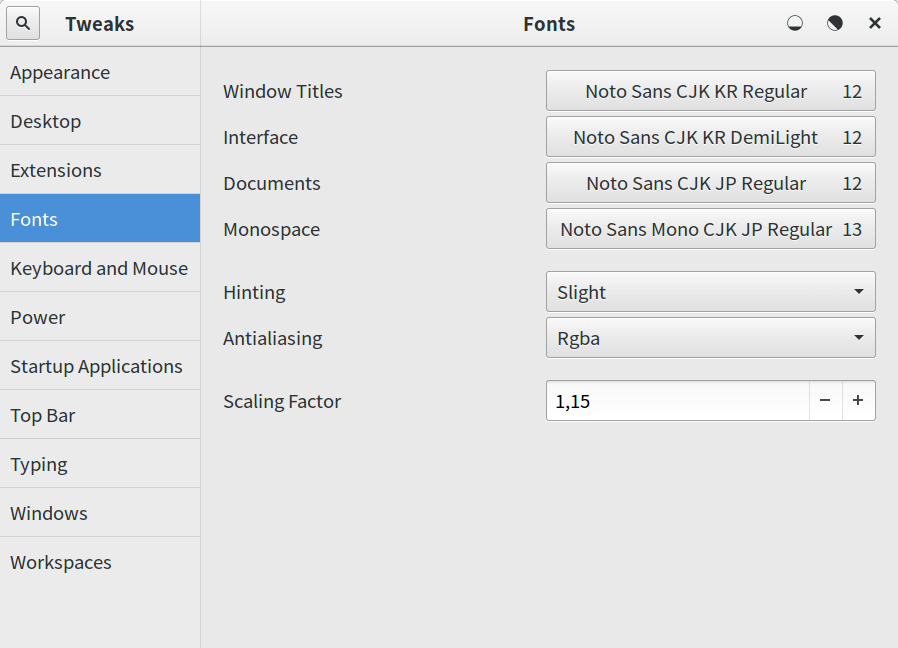 Tweaks
Fonts
Appearance
Desktop
Extensions
Fonts
Keyboard and Mouse
Power
Startup Applications
Top Bar
Typing
Windows
Workspaces
Window Titles Noto Sans CJK KR Regular 12
Interface Noto Sans CJK KR DemiLight 12
Documents Noto Sans CJK JP Regular 12
Monospace Noto Sans Mono CJK JP Regular 13
Hinting Slight
Antialiasing Rgba
Scaling Factor 1,15 − +